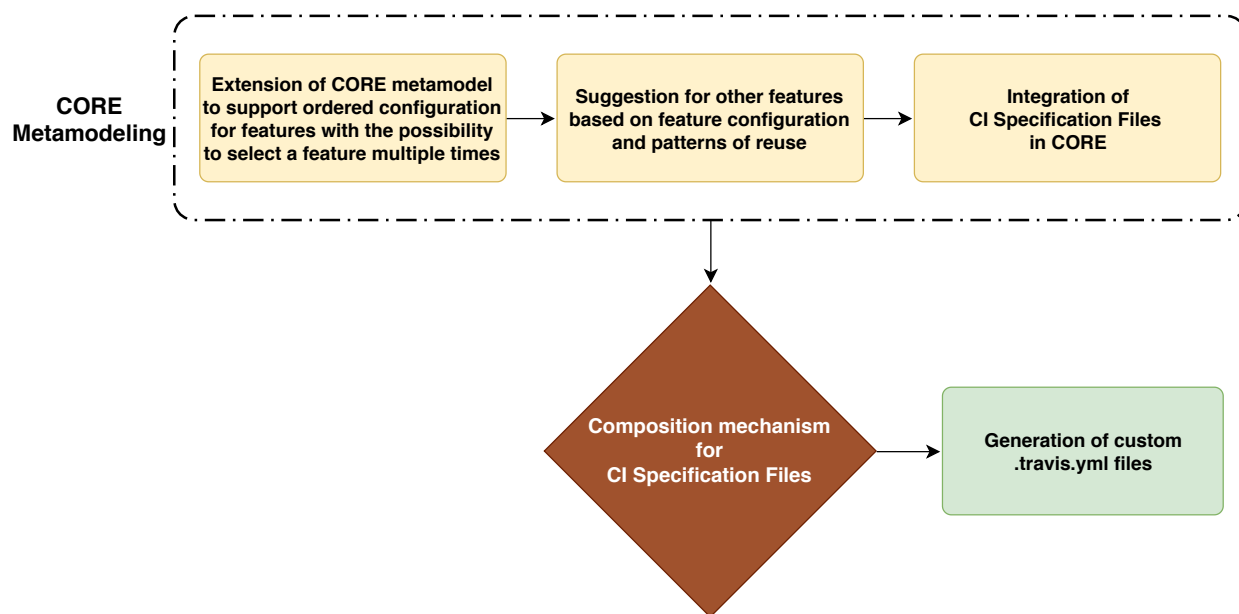 CORE
Metamodeling
Extension of CORE metamodel
to support ordered configuration
for features with the possibility
to select a feature multiple times
Suggestion for other features
based on feature configuration
and patterns of reuse
Integration of
CI Specification Files
in CORE
Composition mechanism
for
CI Specification Files
Generation of custom
.travis.yml files